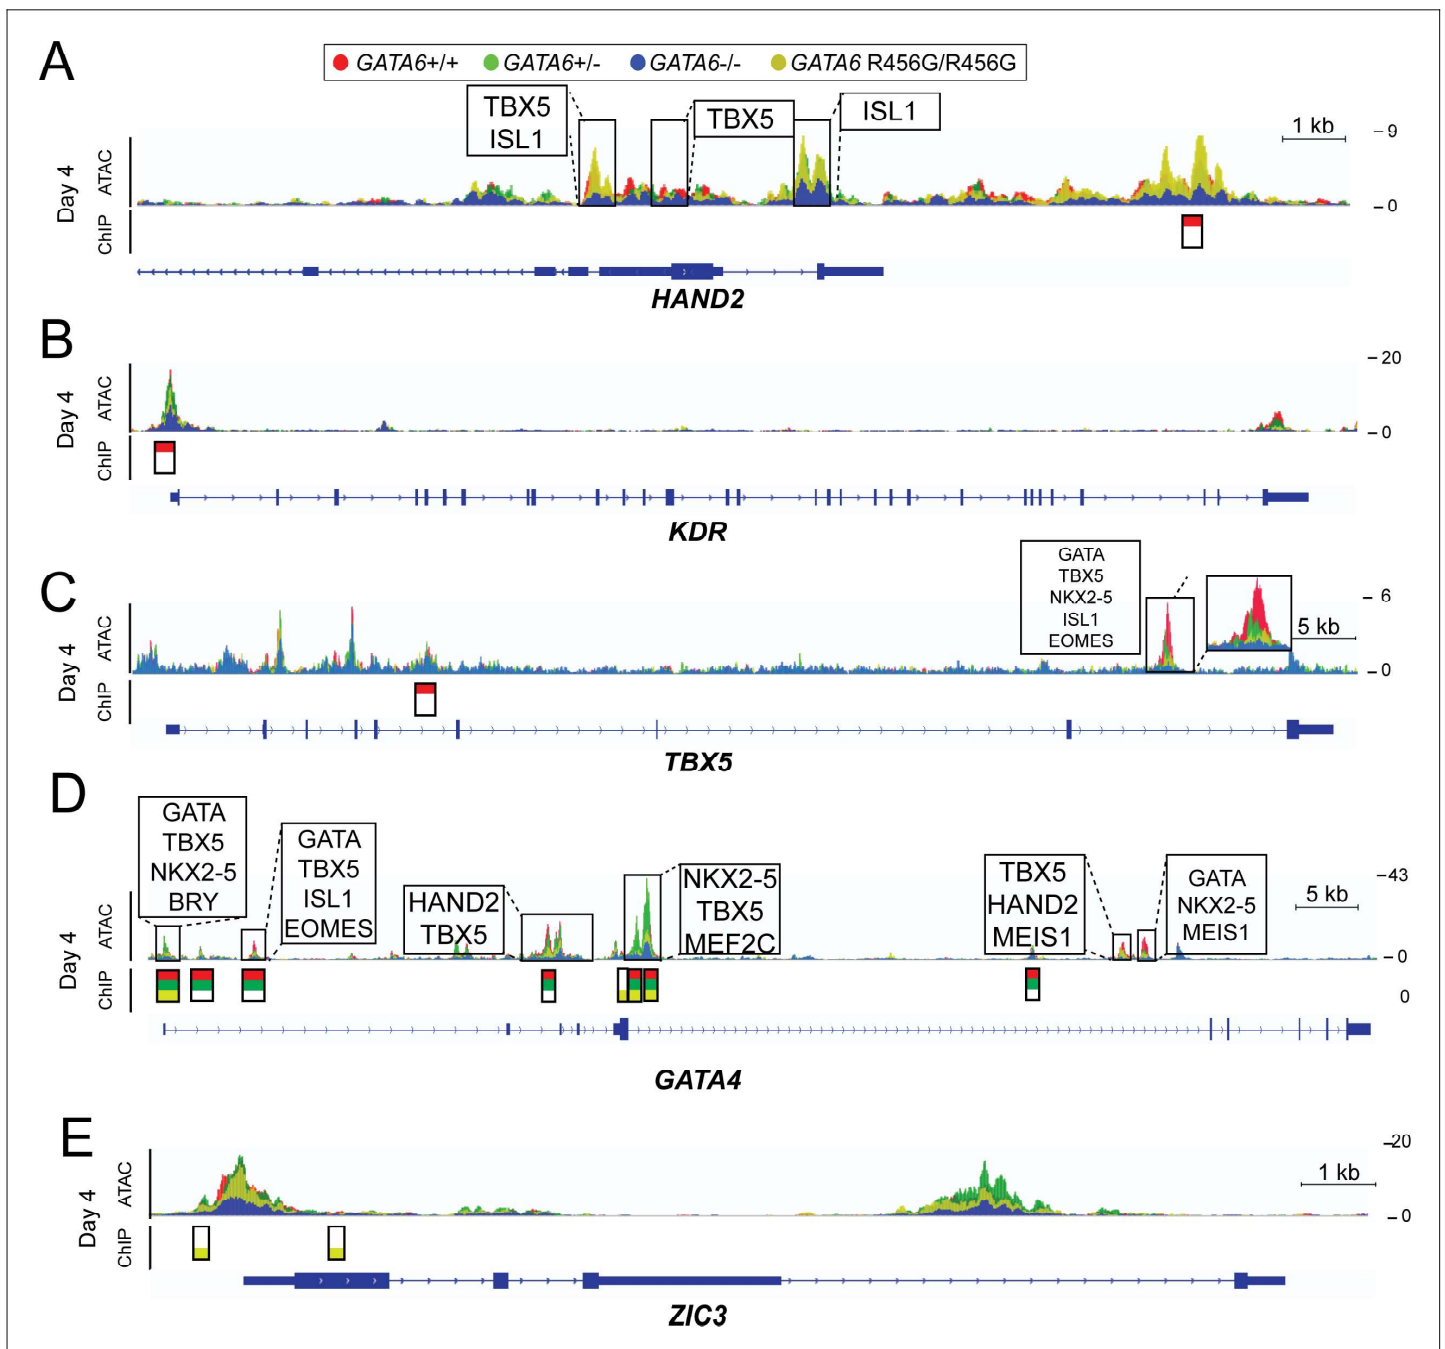 A
GATA6+/+ GATA6+/- GATA6-/- GATA6 R456G/R456G
TBX5
ISL1
TBX5
ISL1
1 kb
9
0
Day 4
ATAC
ChIP
HAND2
B
20
0
Day 4
ATAC
ChIP
KDR
C
GATA
TBX5
NKX2-5
ISL1
EOMES
6
5 kb
0
Day 4
ATAC
ChIP
TBX5
D
GATA
TBX5
NKX2-5
BRY
GATA
TBX5
ISL1
EOMES
HAND2
TBX5
NKX2-5
TBX5
MEF2C
TBX5
HAND2
MEIS1
GATA
NKX2-5
MEIS1
43
5 kb
0
0
Day 4
ATAC
ChIP
GATA4
E
20
1 kb
0
Day 4
ATAC
ChIP
ZIC3